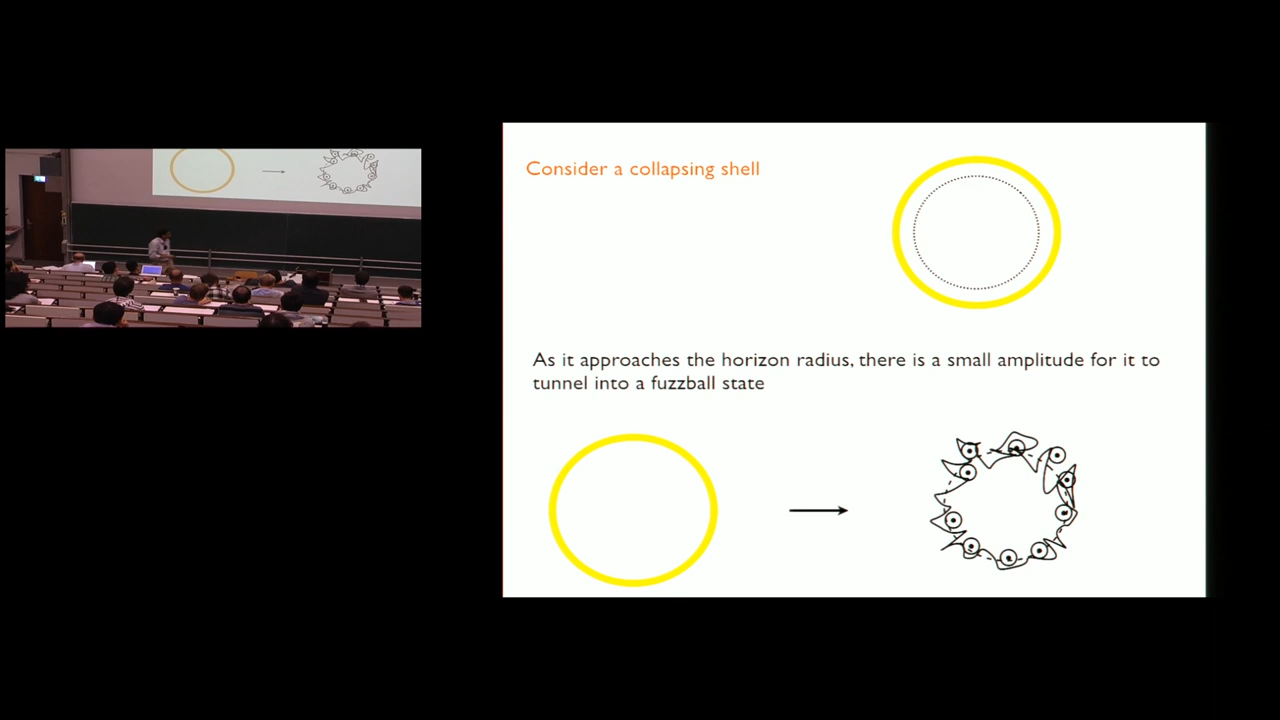 Consider a collapsing shell
As it approaches the horizon radius, there is a small amplitude for it to
tunnel into a fuzzball state